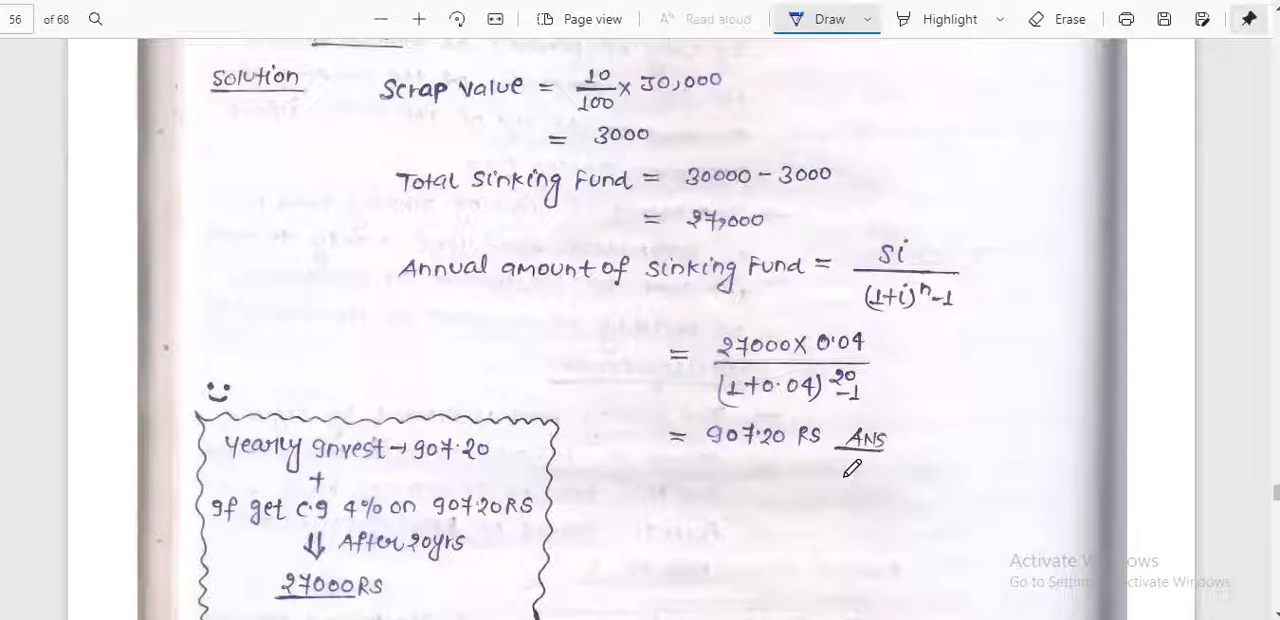 56 of 68 Page view Read aloud Draw Highlight Erase
Solution
Scrap value = 10/100 × 30,000
= 3000
Total Sinking Fund = 30000 - 3000
= 27,000
Annual amount of Sinking Fund = Si/(1+i)^n-1
= 27000 × 0.04/(1+0.04)^20-1
= 907.20 RS ANS
Yearly Invest → 907.20
+
If get C.I 4% on 907.20 RS
⇓ After 20yrs
27000 RS
Activate Windows
Go to Settings to activate Windows